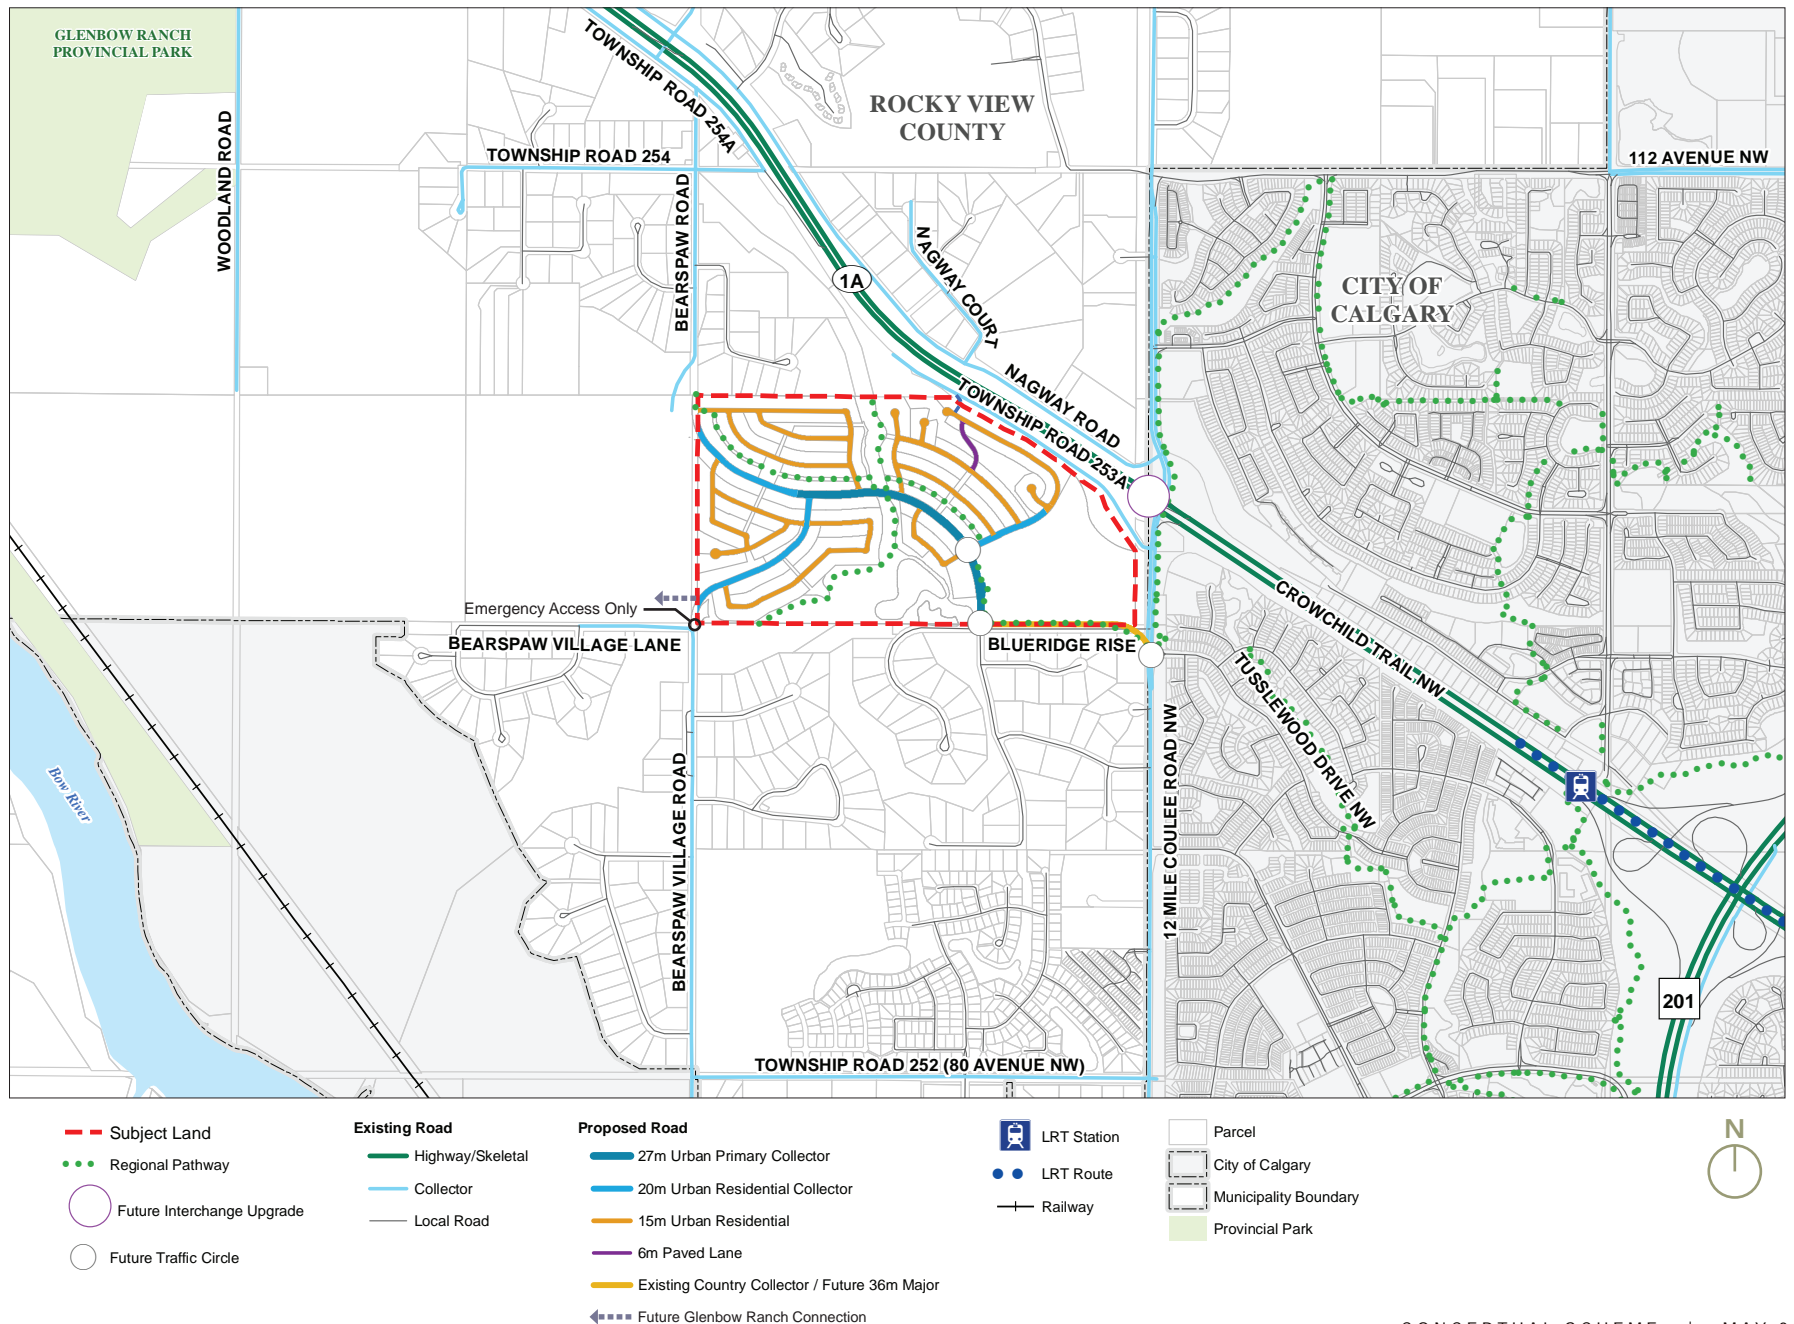 GLENBOW RANCH
PROVINCIAL PARK
WOODLAND ROAD
TOWNSHIP ROAD 254A
TOWNSHIP ROAD 254
BEARSPAW ROAD
ROCKY VIEW
COUNTY
112 AVENUE NW
1A
NAGWAY COURT
CITY OF
CALGARY
NAGWAY ROAD
TOWNSHIP ROAD 253A
Emergency Access Only
BEARSPAW VILLAGE LANE
BLUERIDGE RISE
CROWCHILD TRAIL NW
TUSSLEWOOD DRIVE NW
12 MILE COULEE ROAD NW
BEARSPAW VILLAGE ROAD
Bow River
201
TOWNSHIP ROAD 252 (80 AVENUE NW)
Subject Land
Regional Pathway
Future Interchange Upgrade
Future Traffic Circle
Existing Road
Highway/Skeletal
Collector
Local Road
Proposed Road
27m Urban Primary Collector
20m Urban Residential Collector
15m Urban Residential
6m Paved Lane
Existing Country Collector / Future 36m Major
Future Glenbow Ranch Connection
LRT Station
LRT Route
Railway
Parcel
City of Calgary
Municipality Boundary
Provincial Park
N